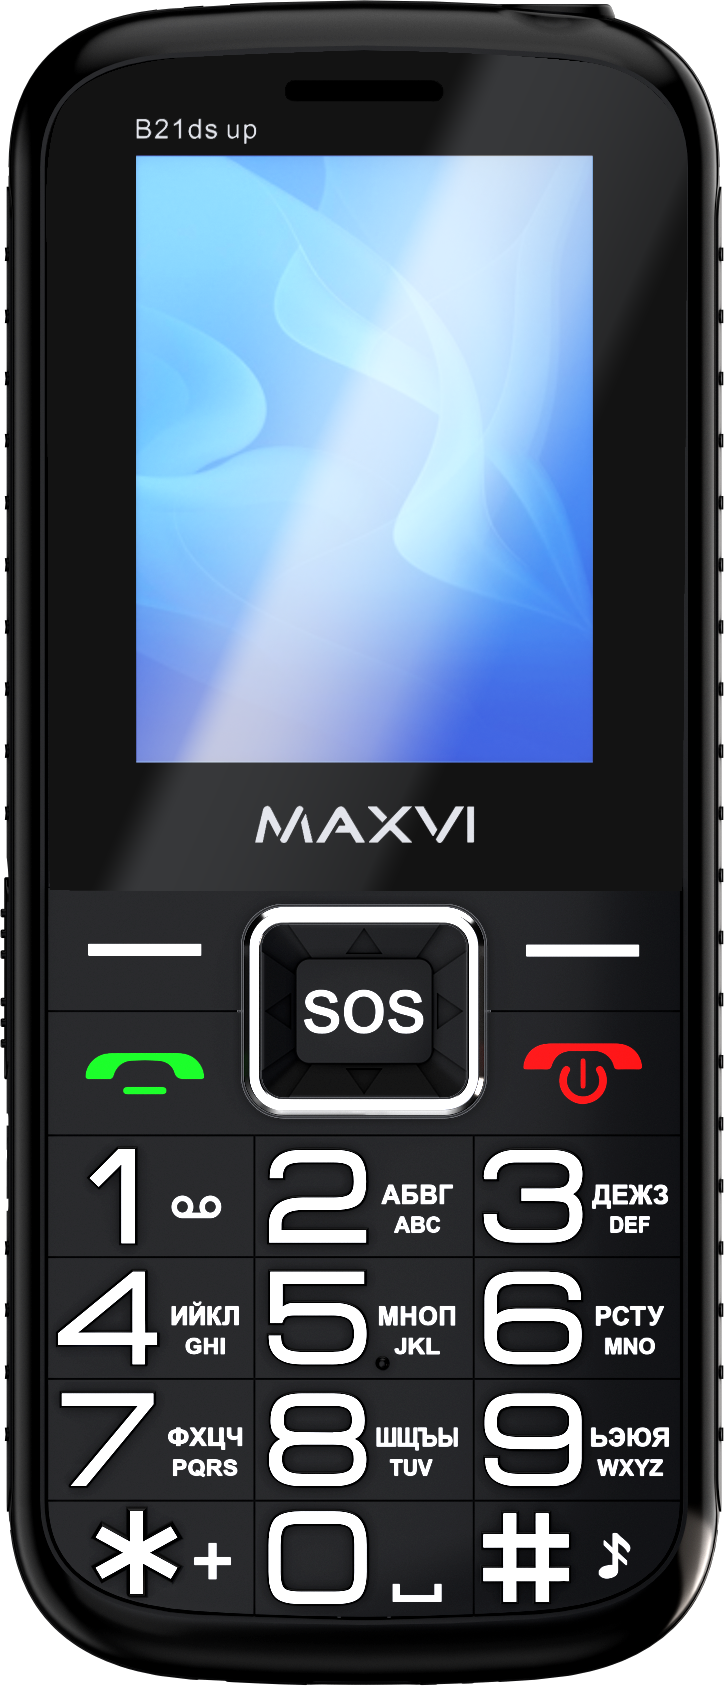 B21ds up
MAXVI
SOS
1
2 АБВГ
ABC
3 ДЕЖЗ
DEF
4 ИЙКЛ
GHI
5 МНОП
JKL
6 РСТУ
MNO
7 ФХЦЧ
PQRS
8 ШЩЪЫ
TUV
9 ЬЭЮЯ
WXYZ
* +
0
#